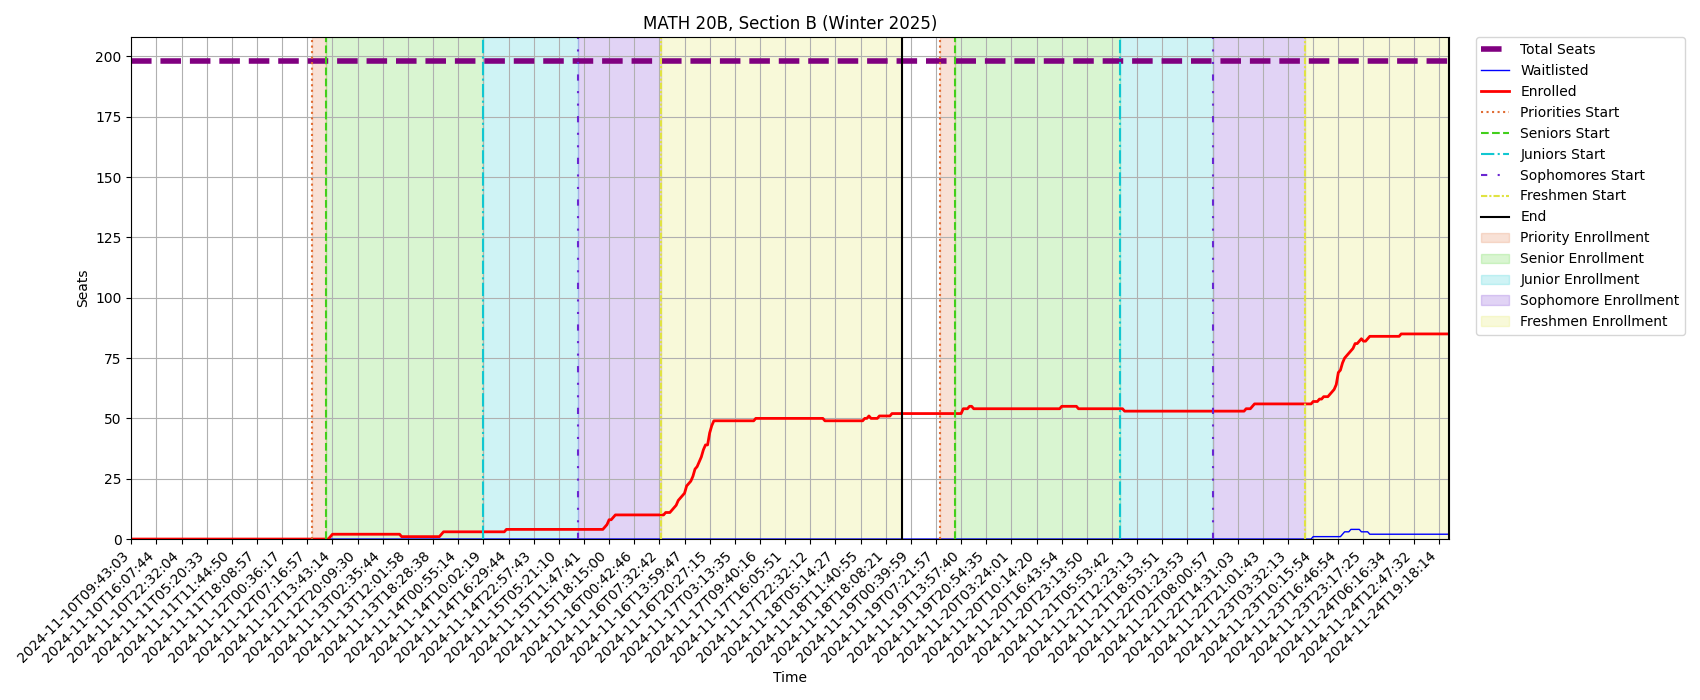 MATH 20B, Section B (Winter 2025)
200
175
150
125
100
75
50
25
0
Seats
2024-11-10T09:43:03
2024-11-10T16:07:44
2024-11-10T22:32:04
2024-11-11T05:20:33
2024-11-11T11:44:50
2024-11-11T18:08:57
2024-11-12T00:36:17
2024-11-12T07:16:57
2024-11-12T13:43:14
2024-11-12T20:09:30
2024-11-13T02:35:44
2024-11-13T12:01:58
2024-11-13T18:28:38
2024-11-14T00:55:14
2024-11-14T10:02:19
2024-11-14T16:29:44
2024-11-14T22:57:43
2024-11-15T05:21:10
2024-11-15T11:47:41
2024-11-15T18:15:00
2024-11-16T00:42:46
2024-11-16T07:32:42
2024-11-16T13:59:47
2024-11-16T20:27:15
2024-11-17T03:13:35
2024-11-17T09:40:16
2024-11-17T16:05:51
2024-11-17T22:32:12
2024-11-18T05:14:27
2024-11-18T11:40:55
2024-11-18T18:08:21
2024-11-19T00:39:59
2024-11-19T07:21:57
2024-11-19T13:57:40
2024-11-19T20:54:35
2024-11-20T03:24:01
2024-11-20T10:14:20
2024-11-20T16:43:54
2024-11-20T23:13:50
2024-11-21T05:53:42
2024-11-21T12:23:13
2024-11-21T18:53:51
2024-11-22T01:23:53
2024-11-22T08:00:57
2024-11-22T14:31:03
2024-11-22T21:01:43
2024-11-23T03:32:13
2024-11-23T10:15:54
2024-11-23T16:46:54
2024-11-23T23:17:25
2024-11-24T06:16:34
2024-11-24T12:47:32
2024-11-24T19:18:14
Time
Total Seats
Waitlisted
Enrolled
Priorities Start
Seniors Start
Juniors Start
Sophomores Start
Freshmen Start
End
Priority Enrollment
Senior Enrollment
Junior Enrollment
Sophomore Enrollment
Freshmen Enrollment